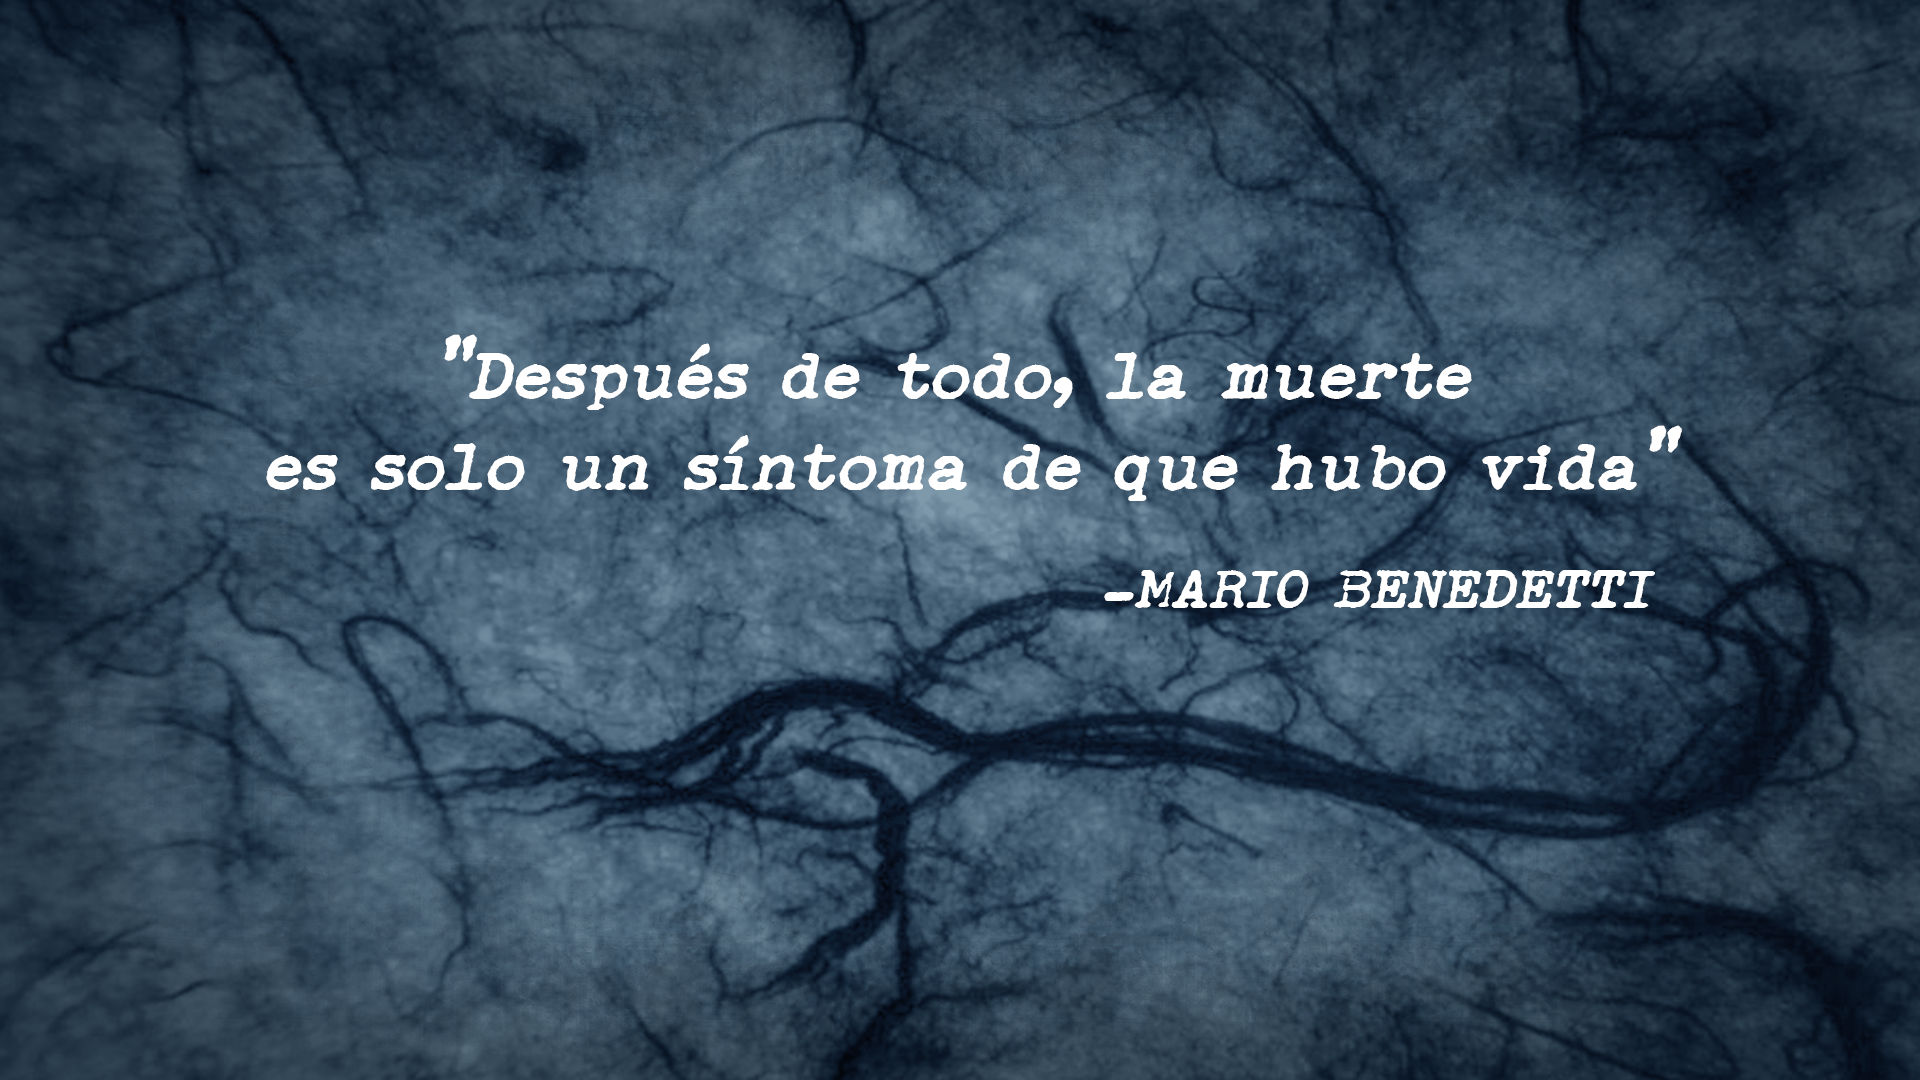 "Después de todo, la muerte
es solo un síntoma de que hubo vida"
-MARIO BENEDETTI